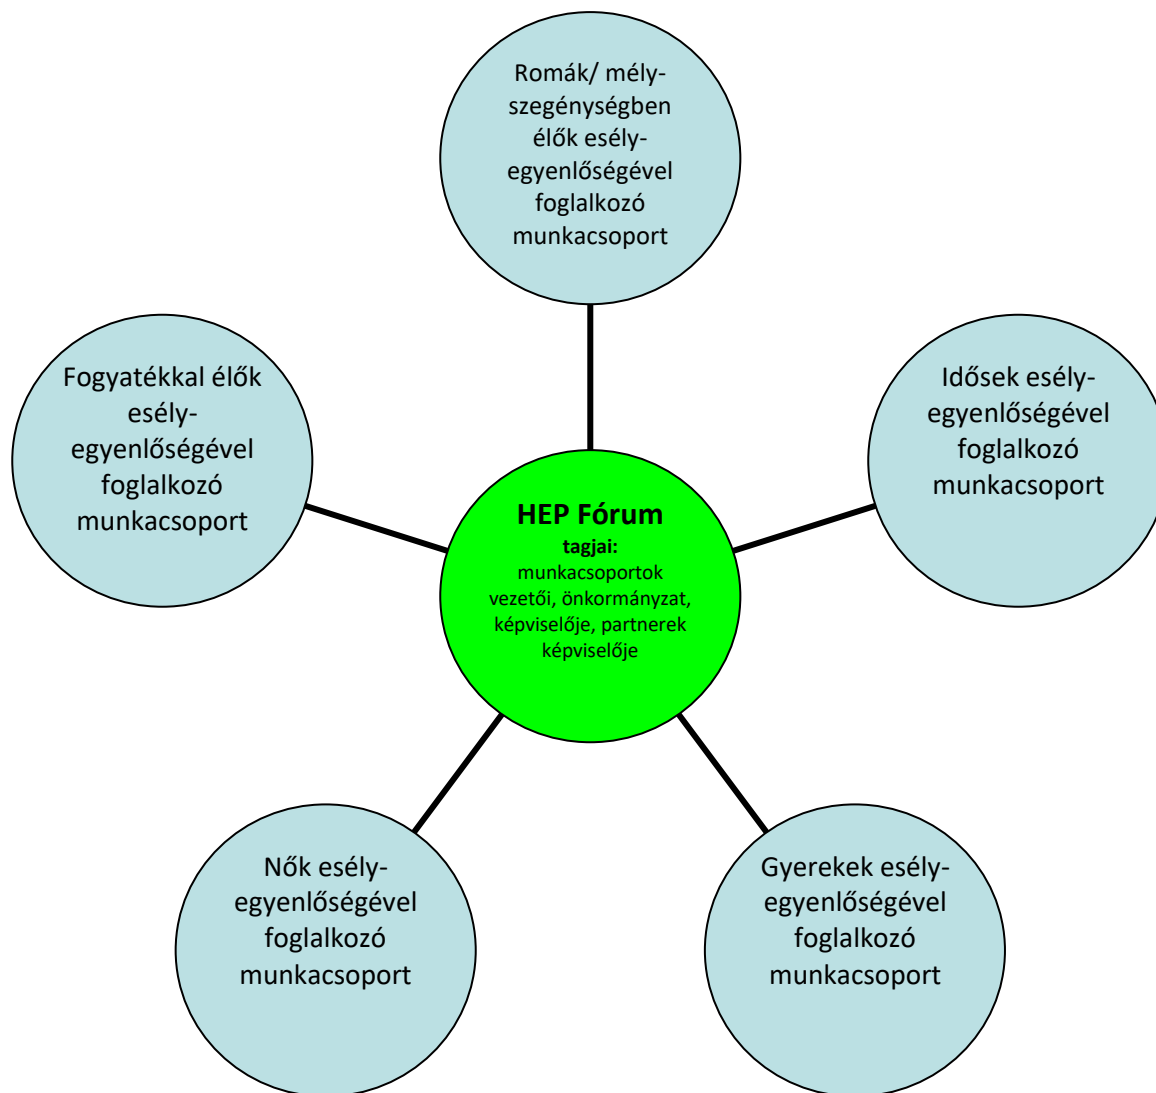 Romák/ mély-
szegénységben
élők esély-
egyenlőségével
foglalkozó
munkacsoport
Fogyatékkal élők
esély-
egyenlőségével
foglalkozó
munkacsoport
Idősek esély-
egyenlőségével
foglalkozó
munkacsoport
HEP Fórum
tagjai:
munkacsoportok
vezetői, önkormányzat,
képviselője, partnerek
képviselője
Nők esély-
egyenlőségével
foglalkozó
munkacsoport
Gyerekek esély-
egyenlőségével
foglalkozó
munkacsoport